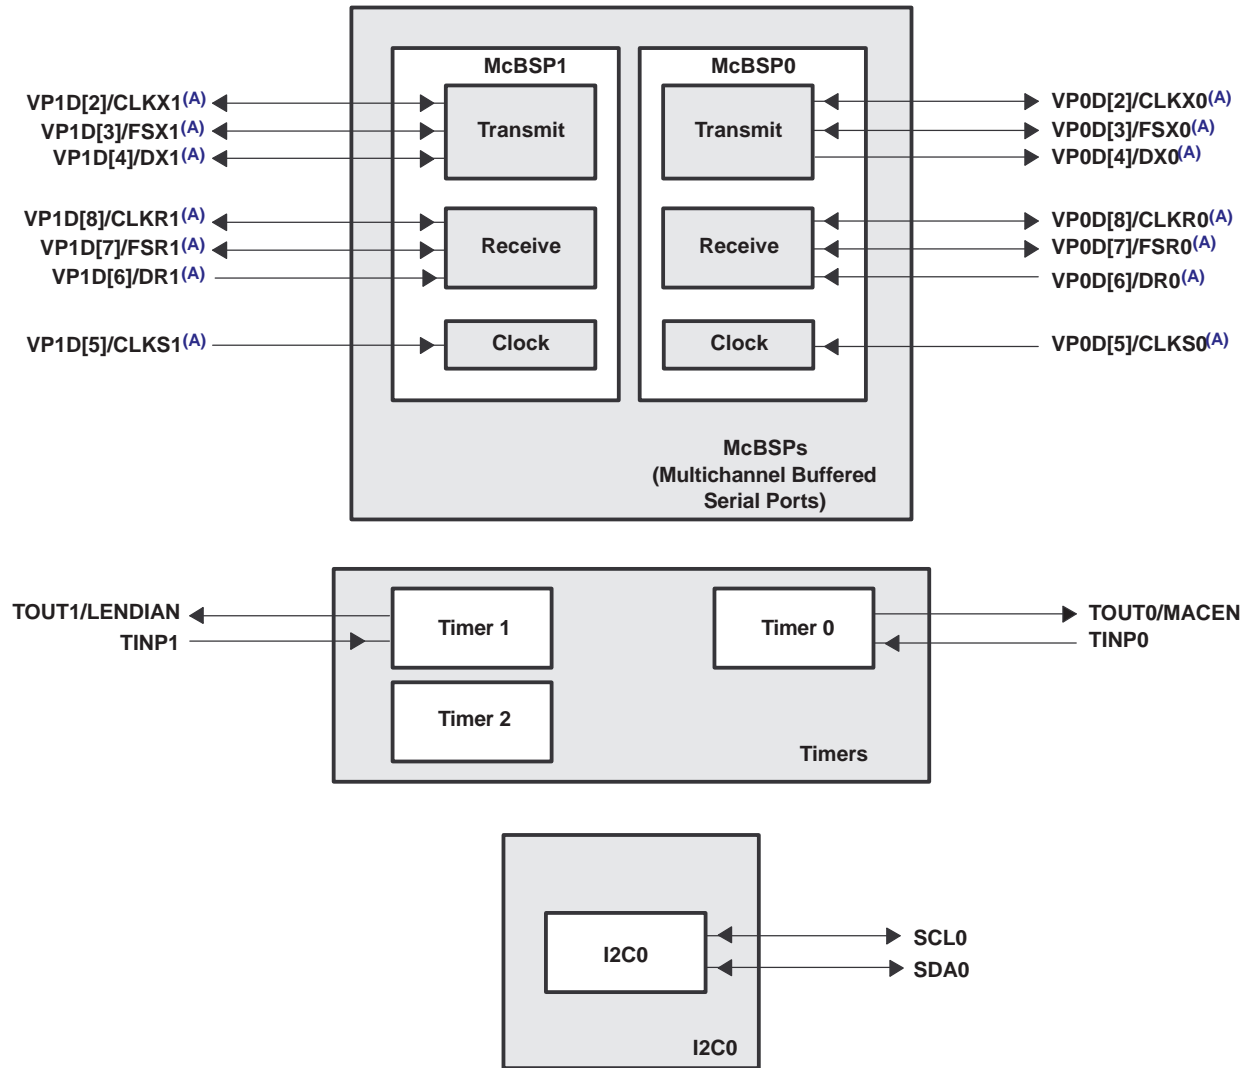 McBSP1
McBSP0
VP1D[2]/CLKX1(A)
VP1D[3]/FSX1(A)
VP1D[4]/DX1(A)
Transmit
Transmit
VP0D[2]/CLKX0(A)
VP0D[3]/FSX0(A)
VP0D[4]/DX0(A)
VP1D[8]/CLKR1(A)
VP1D[7]/FSR1(A)
VP1D[6]/DR1(A)
Receive
Receive
VP0D[8]/CLKR0(A)
VP0D[7]/FSR0(A)
VP0D[6]/DR0(A)
VP1D[5]/CLKS1(A)
Clock
Clock
VP0D[5]/CLKS0(A)
McBSPs
(Multichannel Buffered
Serial Ports)
TOUT1/LENDIAN
TINP1
Timer 1
Timer 0
TOUT0/MACEN
TINP0
Timer 2
Timers
I2C0
SCL0
SDA0
I2C0